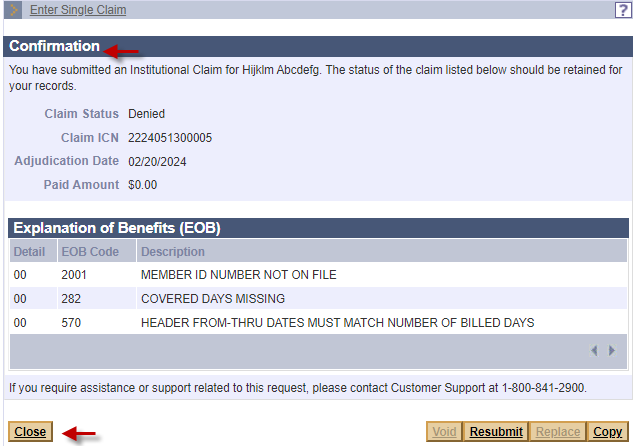 Enter Single Claim ?
Confirmation
You have submitted an Institutional Claim for Hijklm Abcdefg. The status of the claim listed below should be retained for
your records.
Claim Status Denied
Claim ICN 2224051300005
Adjudication Date 02/20/2024
Paid Amount $0.00
Explanation of Benefits (EOB)
Detail EOB Code Description
00 2001 MEMBER ID NUMBER NOT ON FILE
00 282 COVERED DAYS MISSING
00 570 HEADER FROM-THRU DATES MUST MATCH NUMBER OF BILLED DAYS
If you require assistance or support related to this request, please contact Customer Support at 1-800-841-2900.
Close Void Resubmit Replace Copy